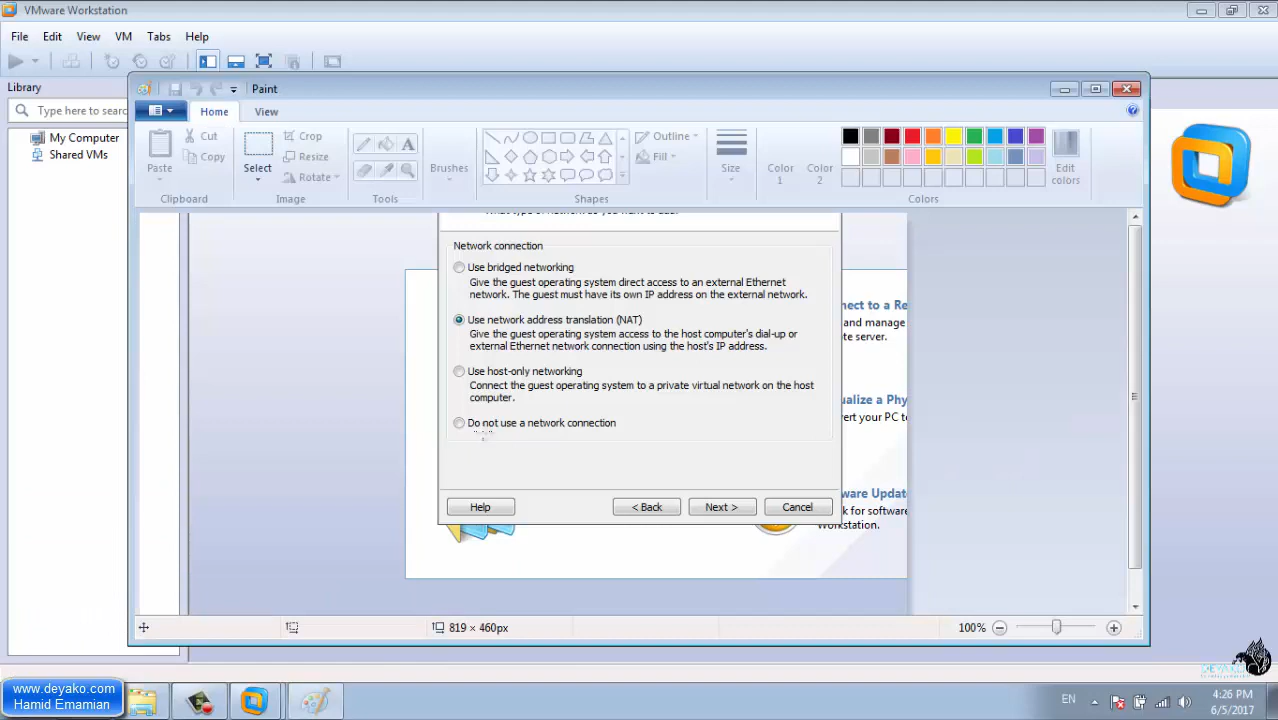 VMware Workstation
File Edit View VM Tabs Help
Library
Type here to searc
My Computer
Shared VMs
Paint
Home View
Paste
Cut
Copy
Clipboard
Select
Crop
Resize
Rotate
Image
Tools
Brushes
Shapes
Outline
Fill
Size
Color
1
Color
2
Edit
colors
Colors
Network connection
Use bridged networking
Give the guest operating system direct access to an external Ethernet
network. The guest must have its own IP address on the external network.
Use network address translation (NAT)
Give the guest operating system access to the host computer's dial-up or
external Ethernet network connection using the host's IP address.
Use host-only networking
Connect the guest operating system to a private virtual network on the host
computer.
Do not use a network connection
Help < Back Next > Cancel
nect to a Re
and manage
te server.
ualize a Phy
vert your PC to
ware Updat
k for software
Workstation.
819 × 460px
100%
www.deyako.com
Hamid Emamian
EN
4:26 PM
6/5/2017